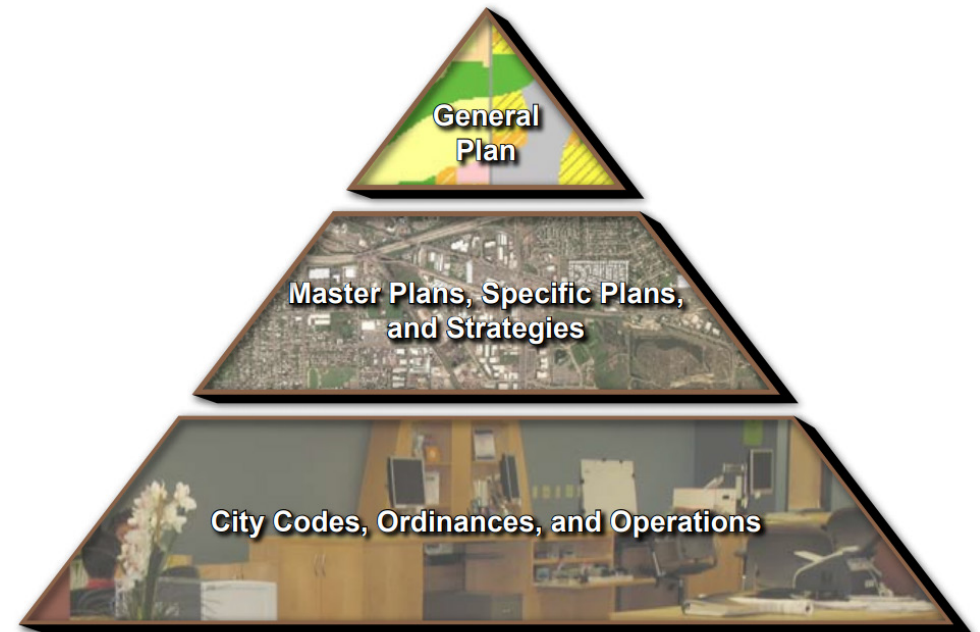 General
Plan
Master Plans, Specific Plans,
and Strategies
City Codes, Ordinances, and Operations